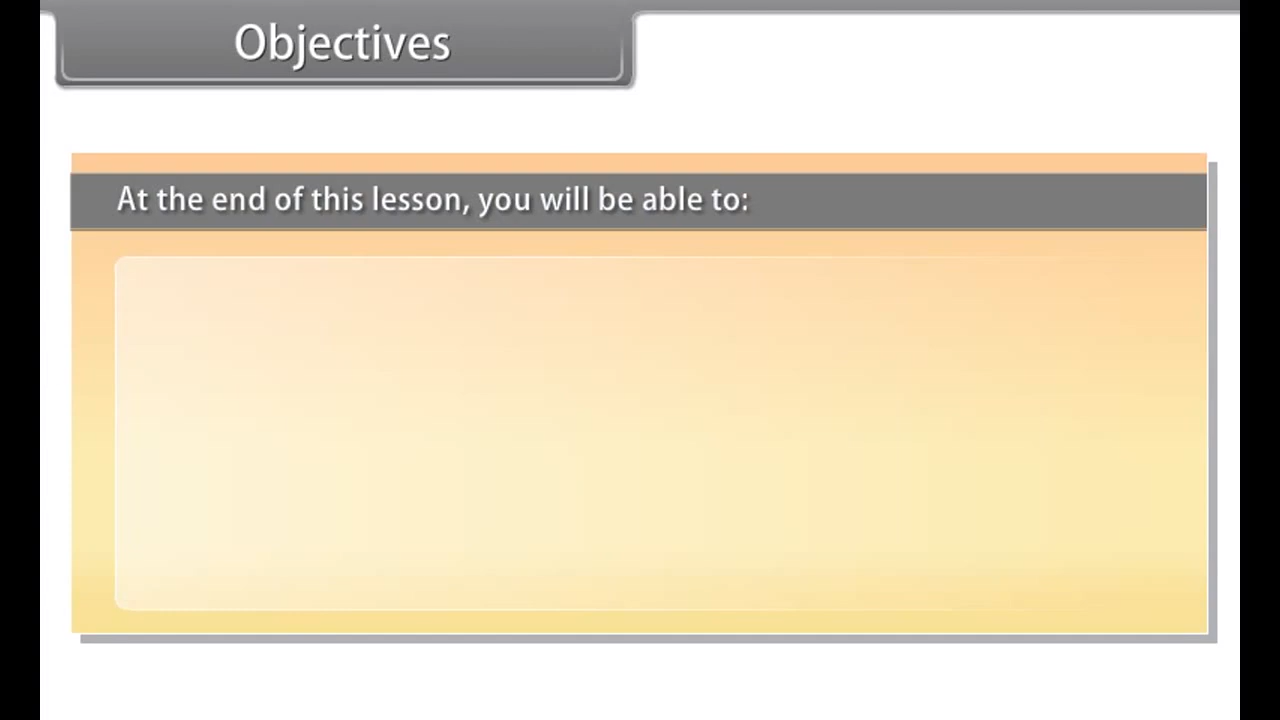 Objectives
At the end of this lesson, you will be able to: